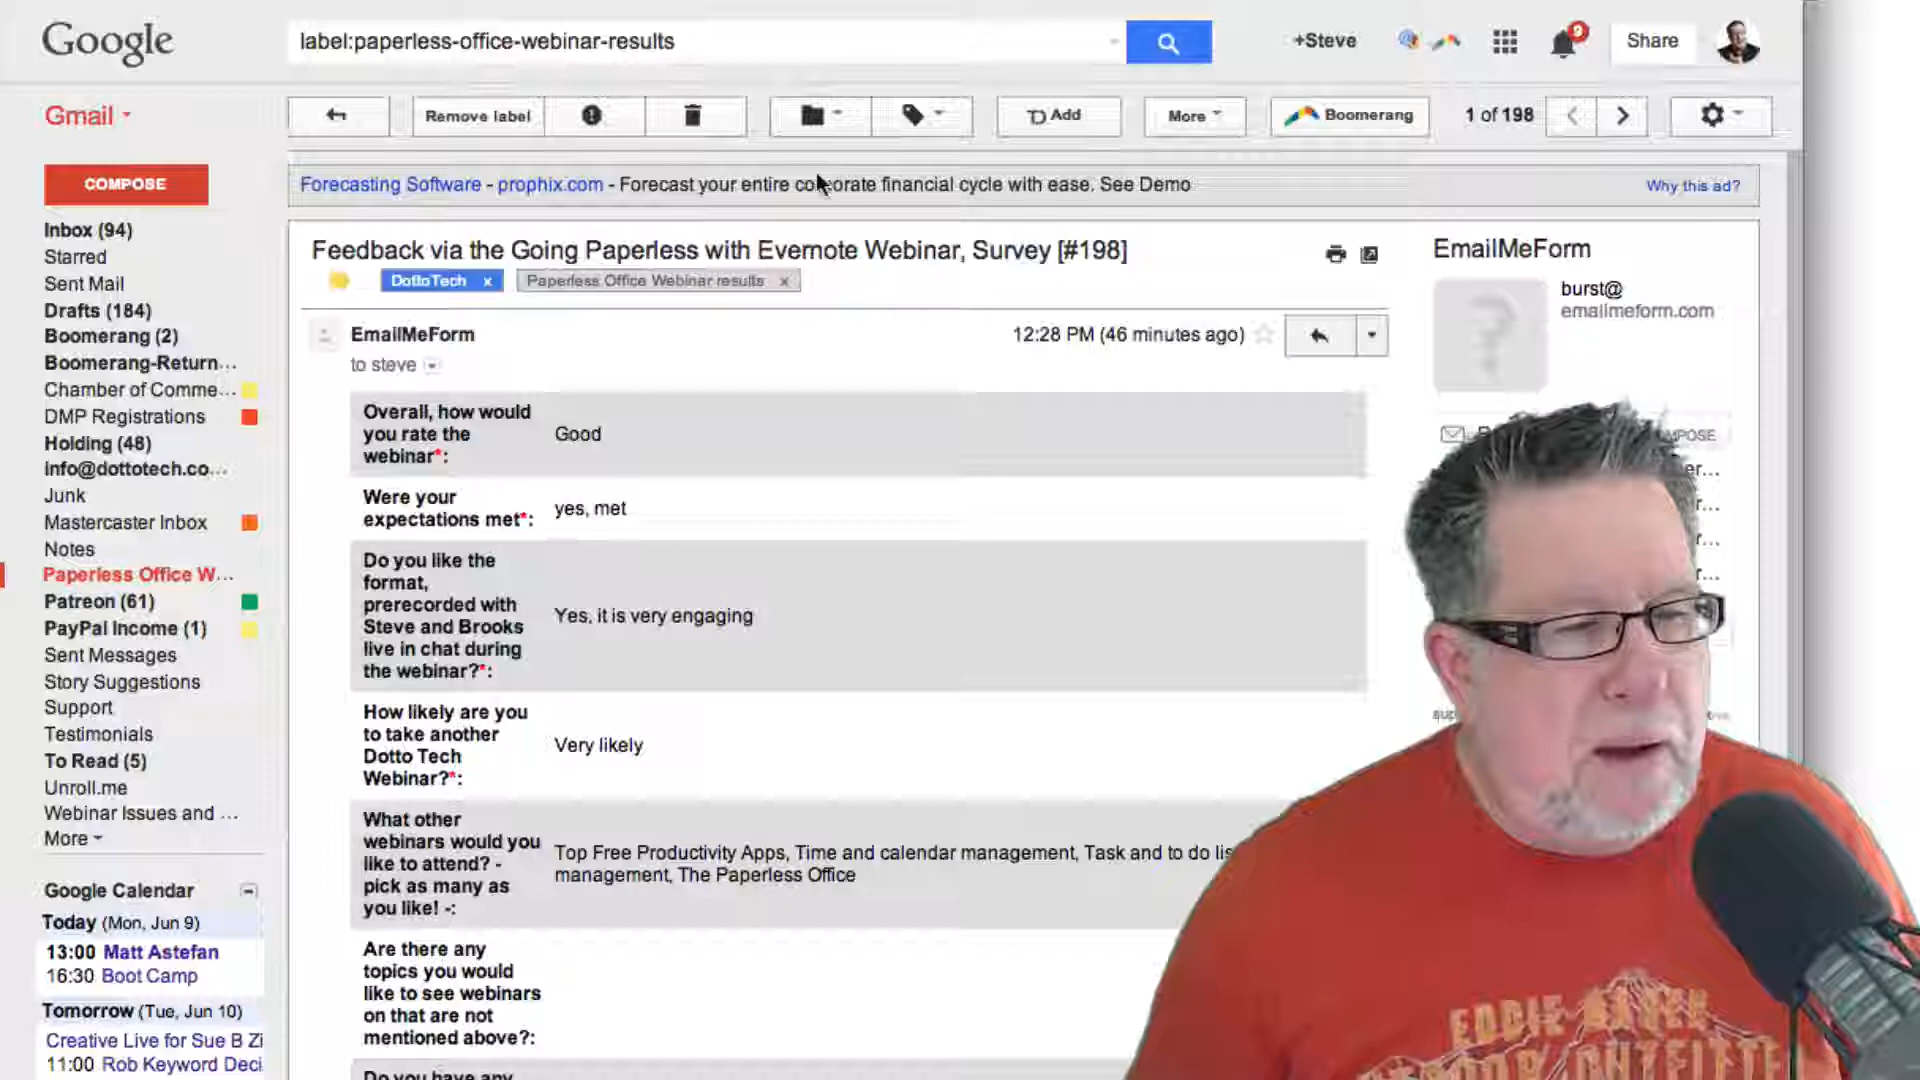 Google
label:paperless-office-webinar-results
+Steve
9
Share
Gmail
Remove label
Add
More
Boomerang
1 of 198
COMPOSE
Forecasting Software - prophix.com - Forecast your entire corporate financial cycle with ease. See Demo
Why this ad?
Inbox (94)
Starred
Sent Mail
Drafts (184)
Boomerang (2)
Boomerang-Return...
Chamber of Comme...
DMP Registrations
Holding (48)
info@dottotech.co...
Junk
Mastercaster Inbox
Notes
Paperless Office W...
Patreon (61)
PayPal Income (1)
Sent Messages
Story Suggestions
Support
Testimonials
To Read (5)
Unroll.me
Webinar Issues and ...
More
Google Calendar
Today (Mon, Jun 9)
13:00 Matt Astefan
16:30 Boot Camp
Tomorrow (Tue, Jun 10)
Creative Live for Sue B Zi
11:00 Rob Keyword Deci
Feedback via the Going Paperless with Evernote Webinar, Survey [#198]
DottoTech x
Paperless Office Webinar results x
EmailMeForm
12:28 PM (46 minutes ago)
to steve
Overall, how would
you rate the
webinar*:
Good
Were your
expectations met*:
yes, met
Do you like the
format,
prerecorded with
Steve and Brooks
live in chat during
the webinar?*:
Yes, it is very engaging
How likely are you
to take another
Dotto Tech
Webinar?*:
Very likely
What other
webinars would you
like to attend? -
pick as many as
you like! -:
Top Free Productivity Apps, Time and calendar management, Task and to do lis
management, The Paperless Office
Are there any
topics you would
like to see webinars
on that are not
mentioned above?:
Do you have any
EmailMeForm
burst@
emailmeform.com
EDDIE BAUER
OUTFITTE